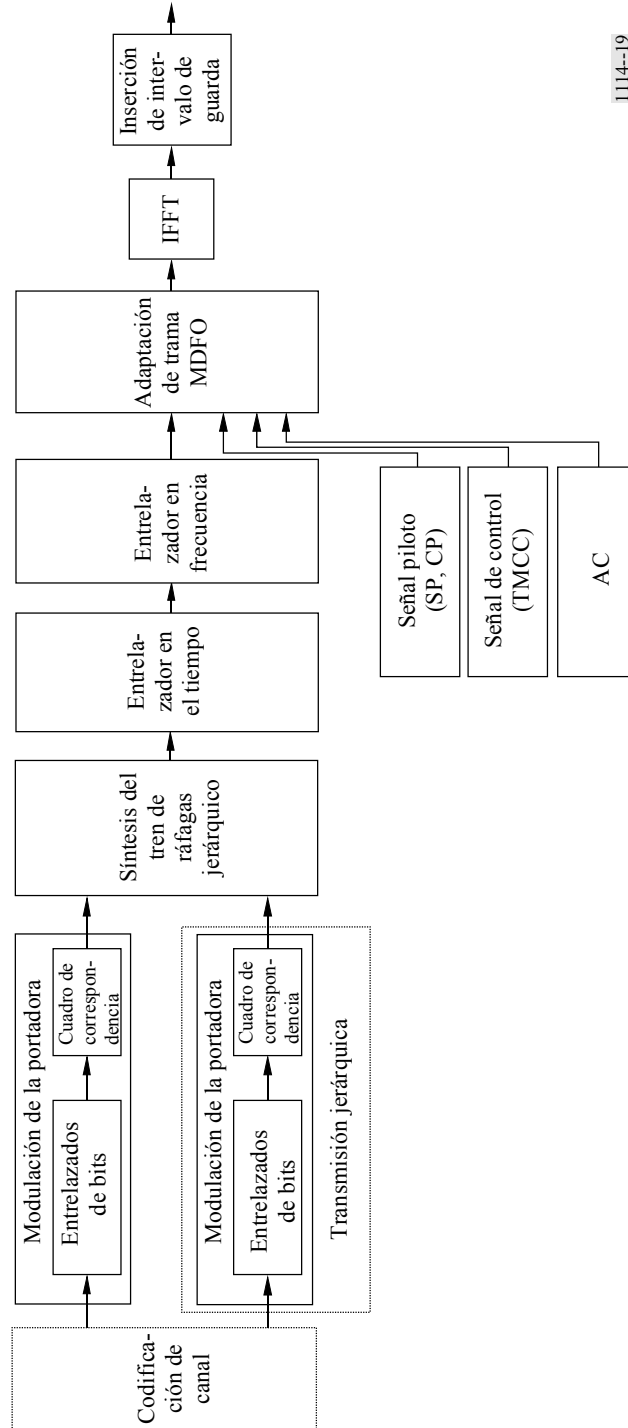 Codifica-
ción de
canal
Modulación de la portadora
Entrelazados
de bits
Cuadro de
correspon-
dencia
Modulación de la portadora
Entrelazados
de bits
Cuadro de
correspon-
dencia
Transmisión jerárquica
Síntesis del
tren de
ráfagas
jerárquico
Entrela-
zador en
el tiempo
Entrela-
zador en
frecuencia
Adaptación
de trama
MDFO
IFFT
Inserción
de inter-
valo de
guarda
Señal piloto
(SP, CP)
Señal de control
(TMCC)
AC
1114--19